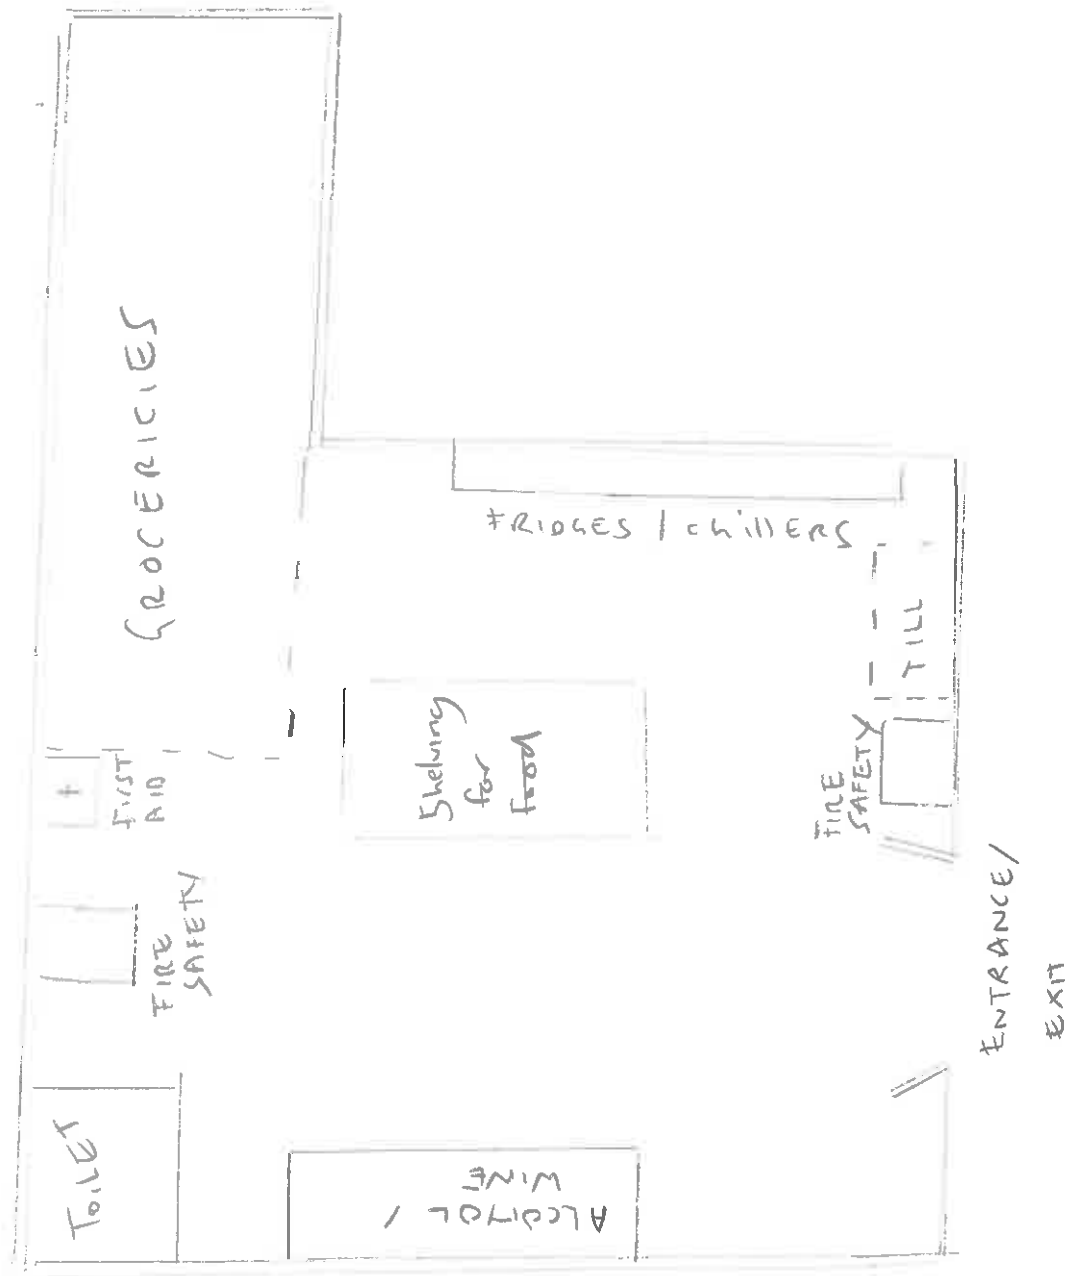 GROCERICIES
FRIDGES / chillERS
TILL
Shelving
for
food
FIRST
AID
FIRE
SAFETY
FIRE
SAFETY
ENTRANCE/
EXIT
TOILET
ALCOHOL /
WINE